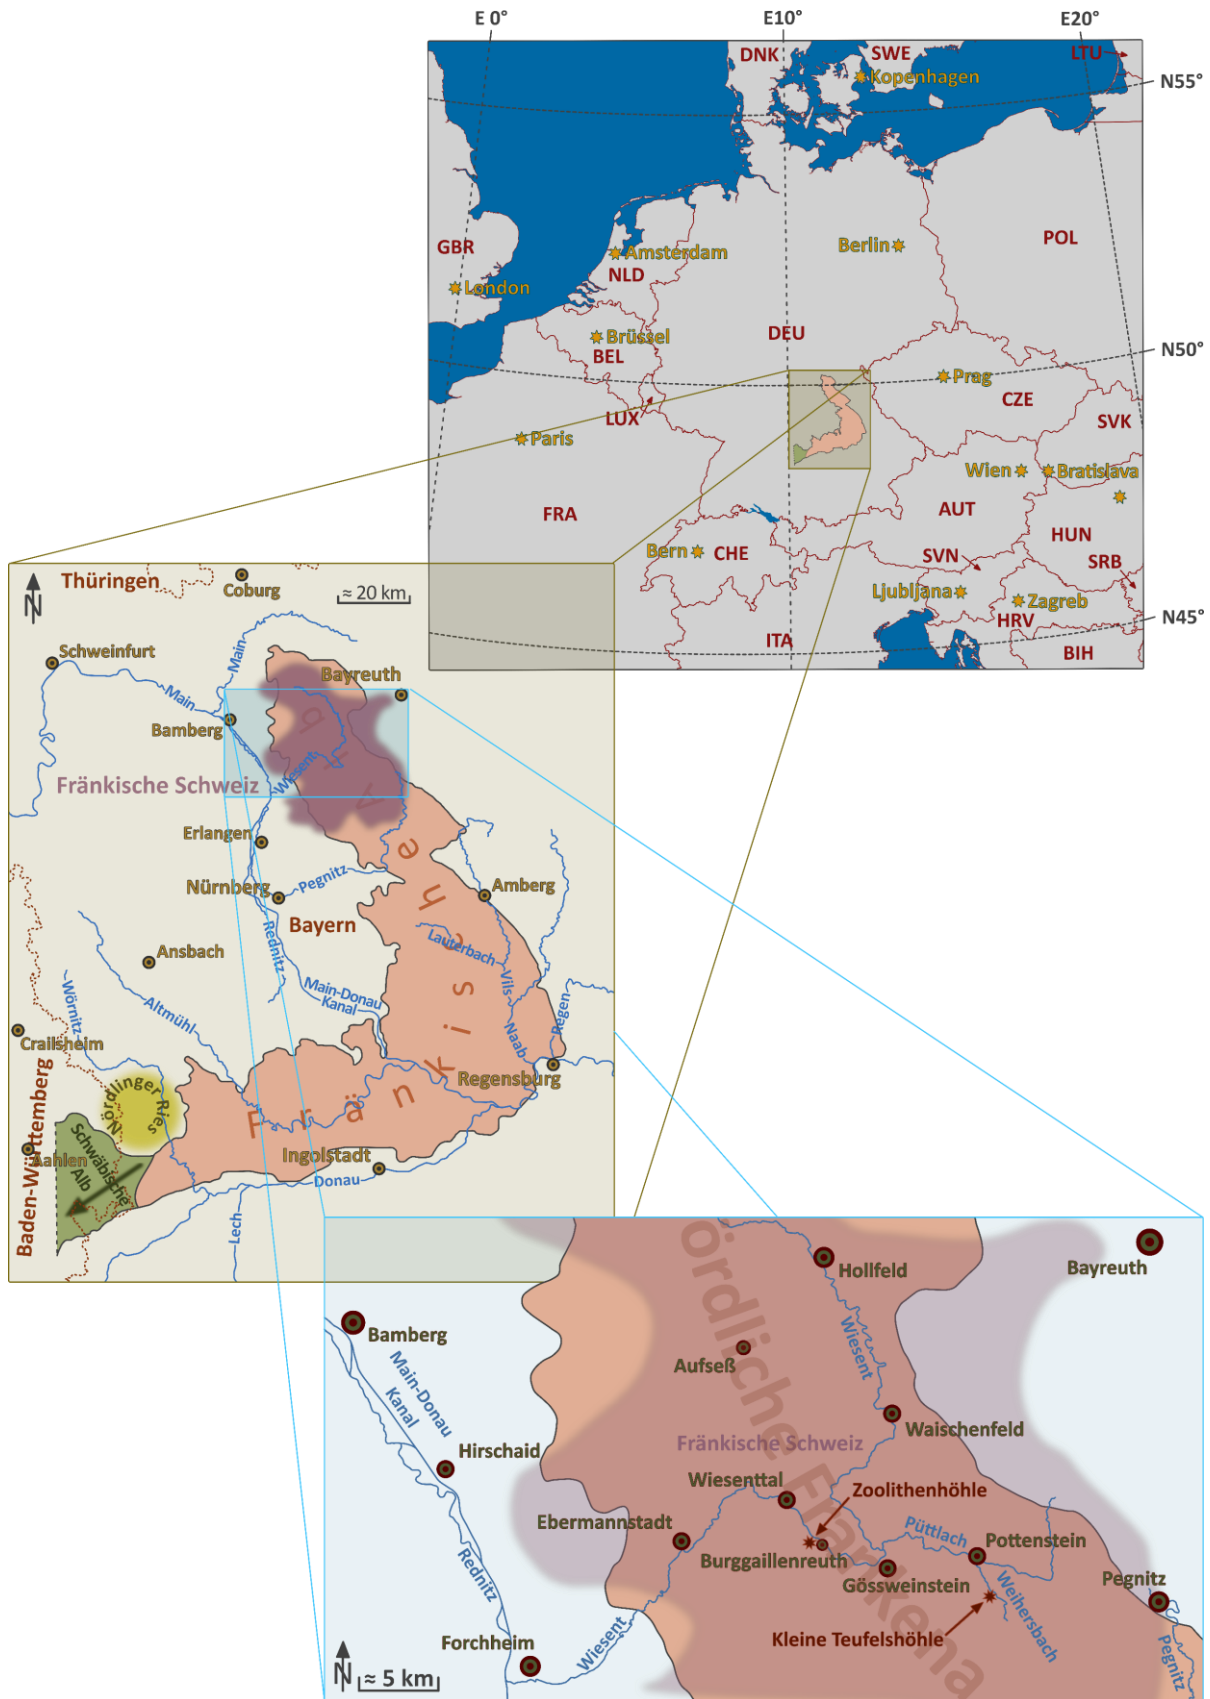 E 0°
E10°
E20°
DNK
SWE
LTU
Kopenhagen
N55°
GBR
Amsterdam
Berlin
POL
NLD
London
DEU
Brüssel
BEL
N50°
Prag
CZE
LUX
SVK
Paris
Wien
Bratislava
FRA
AUT
HUN
Bern
CHE
SVN
SRB
Ljubljana
Zagreb
HRV
N45°
ITA
BIH
N
Thüringen
Coburg
≈ 20 km
Schweinfurt
Main
Main
Bayreuth
Bamberg
Fränkische Schweiz
Wiesent
Erlangen
Nürnberg
Pegnitz
Amberg
Bayern
Rednitz
Lauterbach
Ansbach
Vils
Wörnitz
Altmühl
Main-Donau
Kanal
Naab
Regen
Crailsheim
Regensburg
Nördlinger Ries
Fränkische Alb
Baden-Württemberg
Aahlen
Schwäbische
Alb
Ingolstadt
Donau
Lech
ördliche Frankena
Hollfeld
Bayreuth
Bamberg
Main-Donau
Kanal
Wiesent
Aufseß
Waischenfeld
Fränkische Schweiz
Hirschaid
Wiesenttal
Zoolithenhöhle
Ebermannstadt
Püttlach
Pottenstein
Burggaillenreuth
Gössweinstein
Rednitz
Weihersbach
Pegnitz
Kleine Teufelshöhle
Forchheim
Wiesent
Pegnitz
N
≈ 5 km